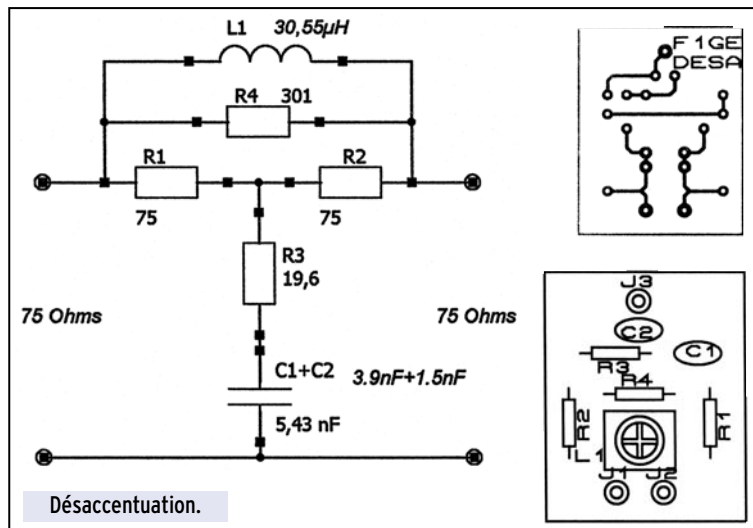 L1 30,55µH
R4 301
R1 R2
75 75
R3
19,6
75 Ohms 75 Ohms
C1+C2 3.9nF+1.5nF
5,43 nF
Désaccentuation.
F1GE
DESA
J3
C2
C1
R3
R4
R2
R1
L1
J1 J2